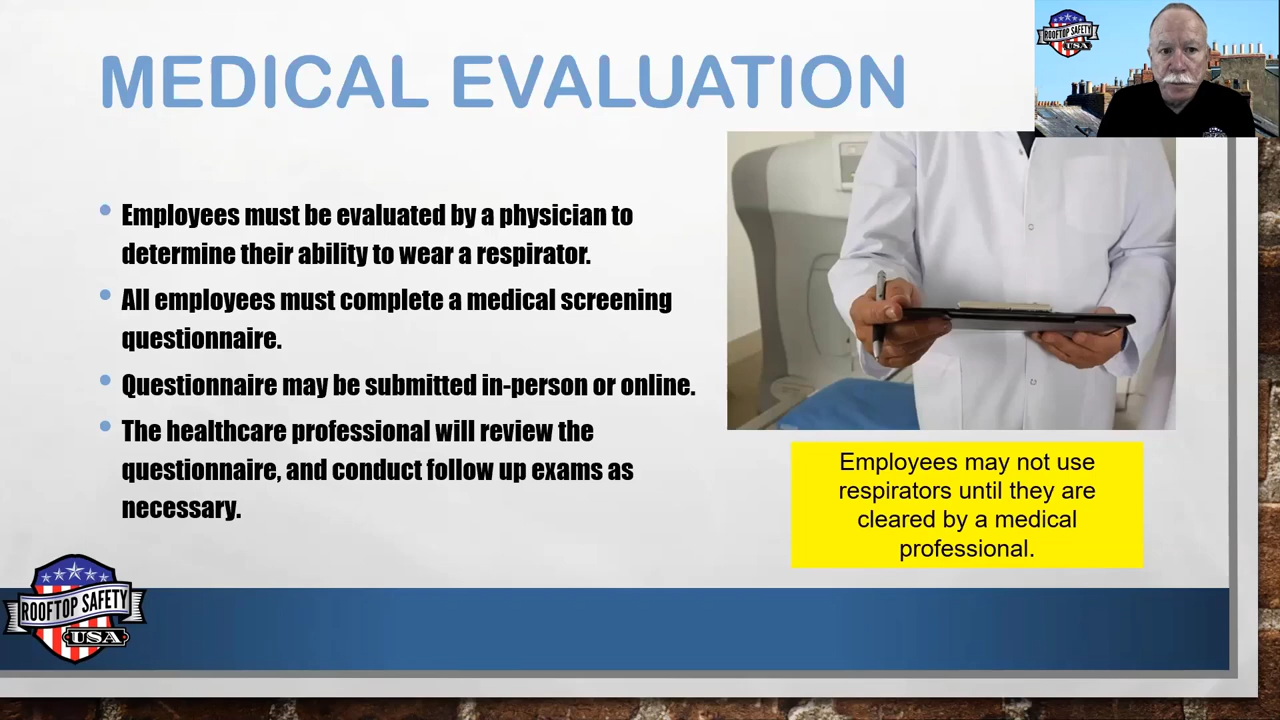 MEDICAL EVALUATION
ROOFTOP SAFETY
USA
Employees must be evaluated by a physician to
determine their ability to wear a respirator.
All employees must complete a medical screening
questionnaire.
Questionnaire may be submitted in-person or online.
The healthcare professional will review the
questionnaire, and conduct follow up exams as
necessary.
Employees may not use
respirators until they are
cleared by a medical
professional.
ROOFTOP SAFETY
USA